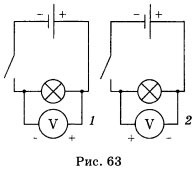 - + - +
V 1 V 2
- + - +
Рис. 63